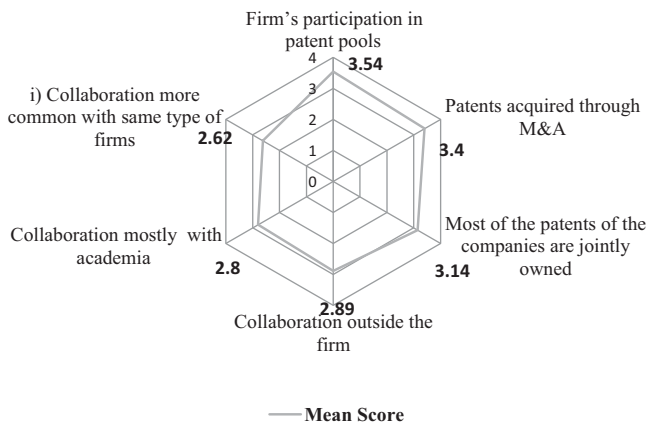 Firm's participation in
patent pools
4
3.54
3
2
1
0
i) Collaboration more
common with same type of
firms
2.62
Patents acquired through
M&A
3.4
Collaboration mostly with
academia
2.8
Most of the patents of the
companies are jointly
owned
3.14
2.89
Collaboration outside the
firm
Mean Score